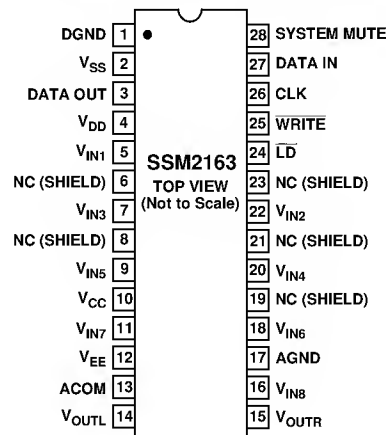 DGND 1 28 SYSTEM MUTE
VSS 2 27 DATA IN
DATA OUT 3 26 CLK
VDD 4 25 WRITE
VIN1 5 24 LD
SSM2163
NC (SHIELD) 6 23 NC (SHIELD)
TOP VIEW
VIN3 7 (Not to Scale) 22 VIN2
NC (SHIELD) 8 21 NC (SHIELD)
VIN5 9 20 VIN4
VCC 10 19 NC (SHIELD)
VIN7 11 18 VIN6
VEE 12 17 AGND
ACOM 13 16 VIN8
VOUTL 14 15 VOUTR